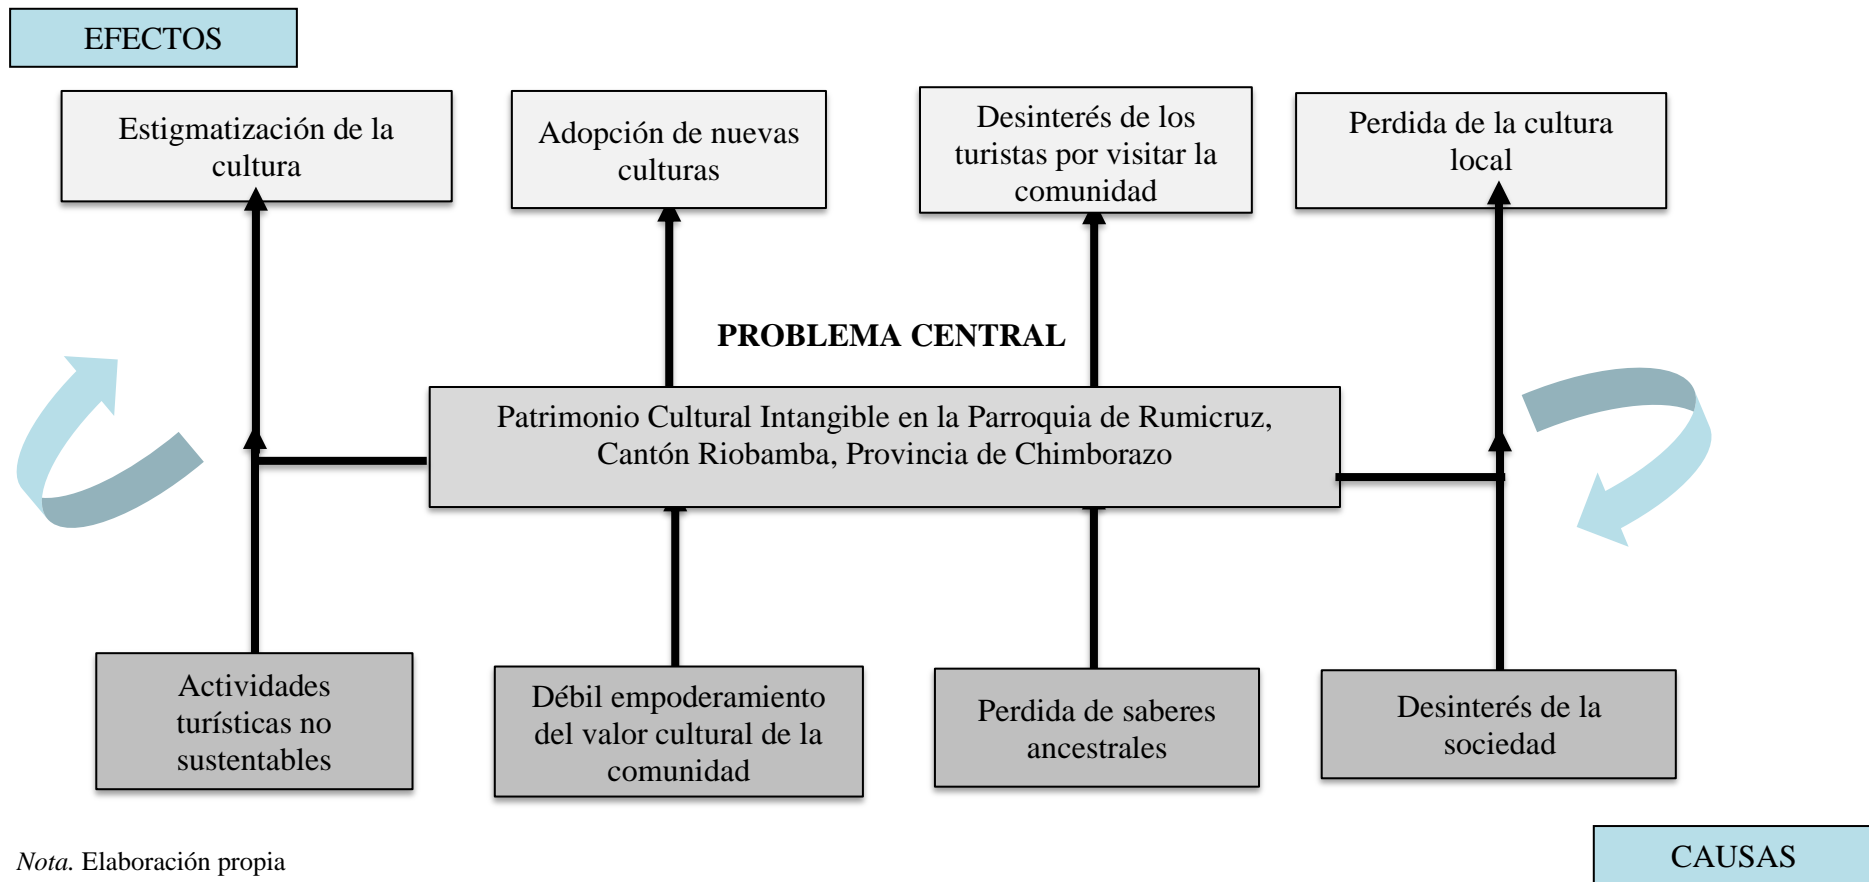 EFECTOS
Estigmatización de la
cultura
Adopción de nuevas
culturas
Desinterés de los
turistas por visitar la
comunidad
Perdida de la cultura
local
PROBLEMA CENTRAL
Patrimonio Cultural Intangible en la Parroquia de Rumicruz,
Cantón Riobamba, Provincia de Chimborazo
Actividades
turísticas no
sustentables
Débil empoderamiento
del valor cultural de la
comunidad
Perdida de saberes
ancestrales
Desinterés de la
sociedad
Nota. Elaboración propia
CAUSAS